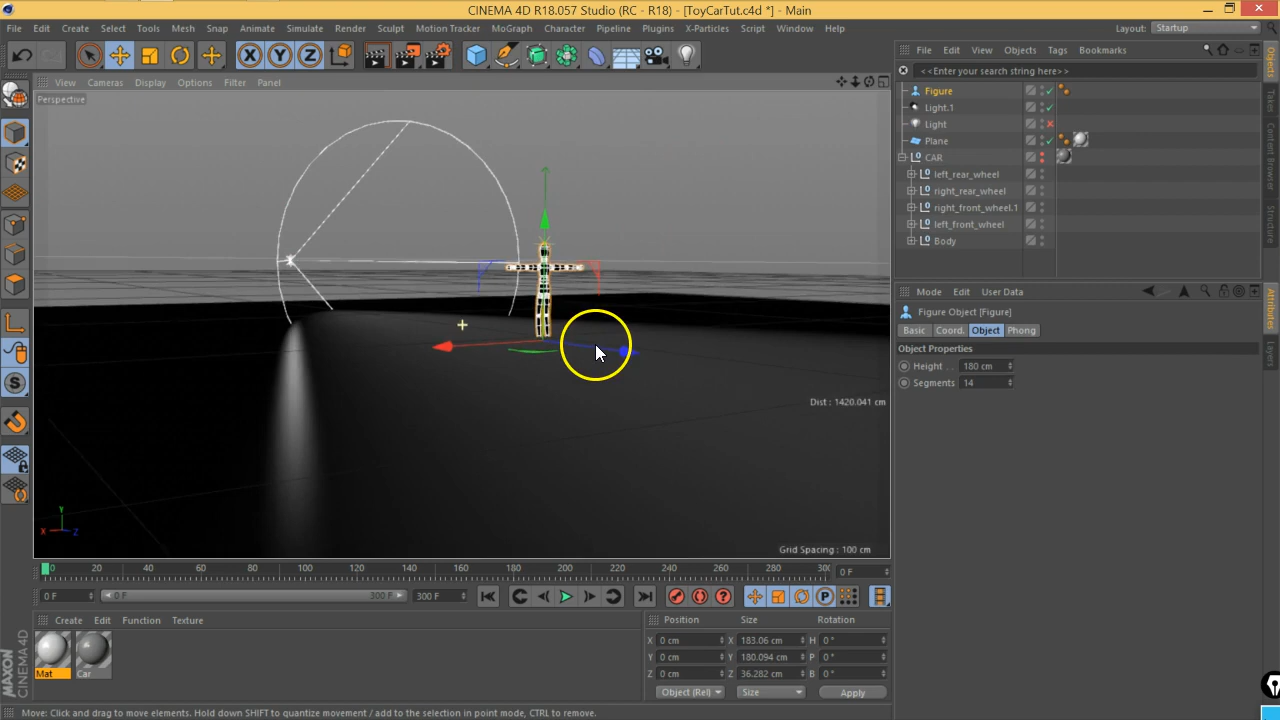 CINEMA 4D R18.057 Studio (RC - R18) - [ToyCarTut.c4d *] - Main
File Edit Create Select Tools Mesh Snap Animate Simulate Render Sculpt Motion Tracker MoGraph Character Pipeline Plugins X-Particles Script Window Help
Layout: Startup
X Y Z
File Edit View Objects Tags Bookmarks
<<Enter your search string here>>
View Cameras Display Options Filter Panel
Perspective
Figure
Light.1
Light
Plane
CAR
left_rear_wheel
right_rear_wheel
right_front_wheel.1
left_front_wheel
Body
Objects
Takes
Content Browser
Structure
Mode Edit User Data
Figure Object [Figure]
Basic Coord. Object Phong
Object Properties
Height . . 180 cm
Segments 14
Attributes
Layers
Dist : 1420.041 cm
Y
X Z
Grid Spacing : 100 cm
0 20 40 60 80 100 120 140 160 180 200 220 240 260 280 300 0 F
0 F 0 F 300 F 300 F
P
Create Edit Function Texture
Mat Car
Position Size Rotation
X 0 cm X 183.06 cm H 0 °
Y 0 cm Y 180.094 cm P 0 °
Z 0 cm Z 36.282 cm B 0 °
Object (Rel) Size Apply
MAXON CINEMA 4D
Move: Click and drag to move elements. Hold down SHIFT to quantize movement / add to the selection in point mode, CTRL to remove.